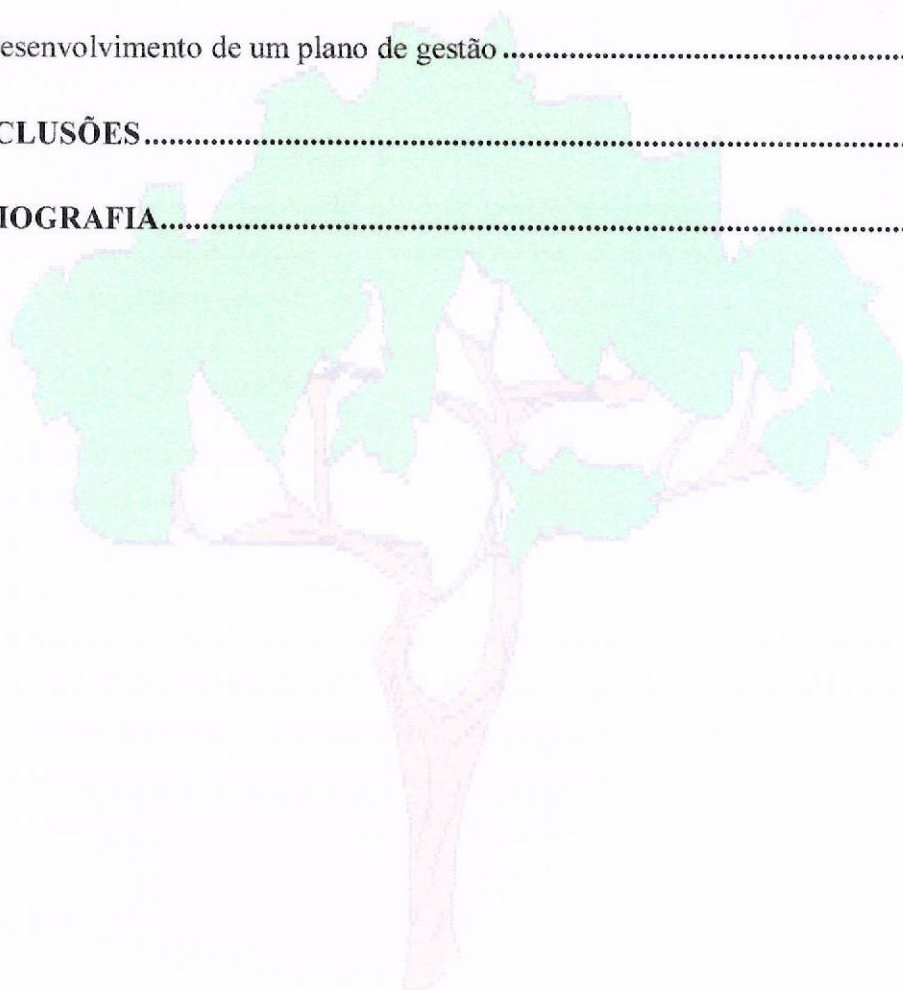 esenvolvimento de um plano de gestão ................................................
CLUSÕES................................................................................................
IOGRAFIA..............................................................................................